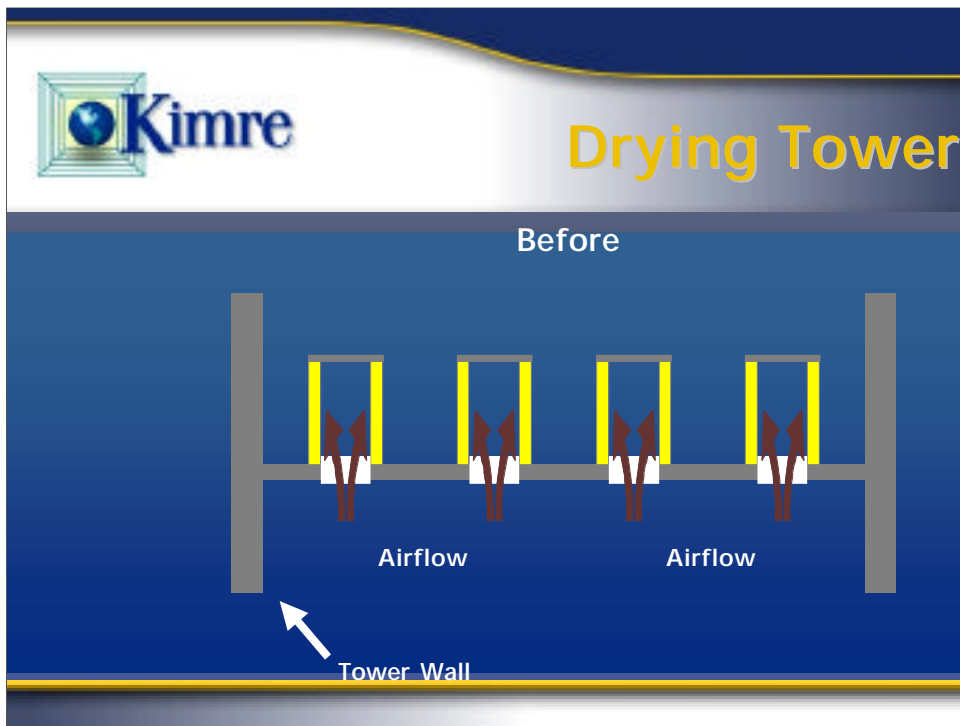 Kimre
Drying Tower
Before
Airflow Airflow
Tower Wall